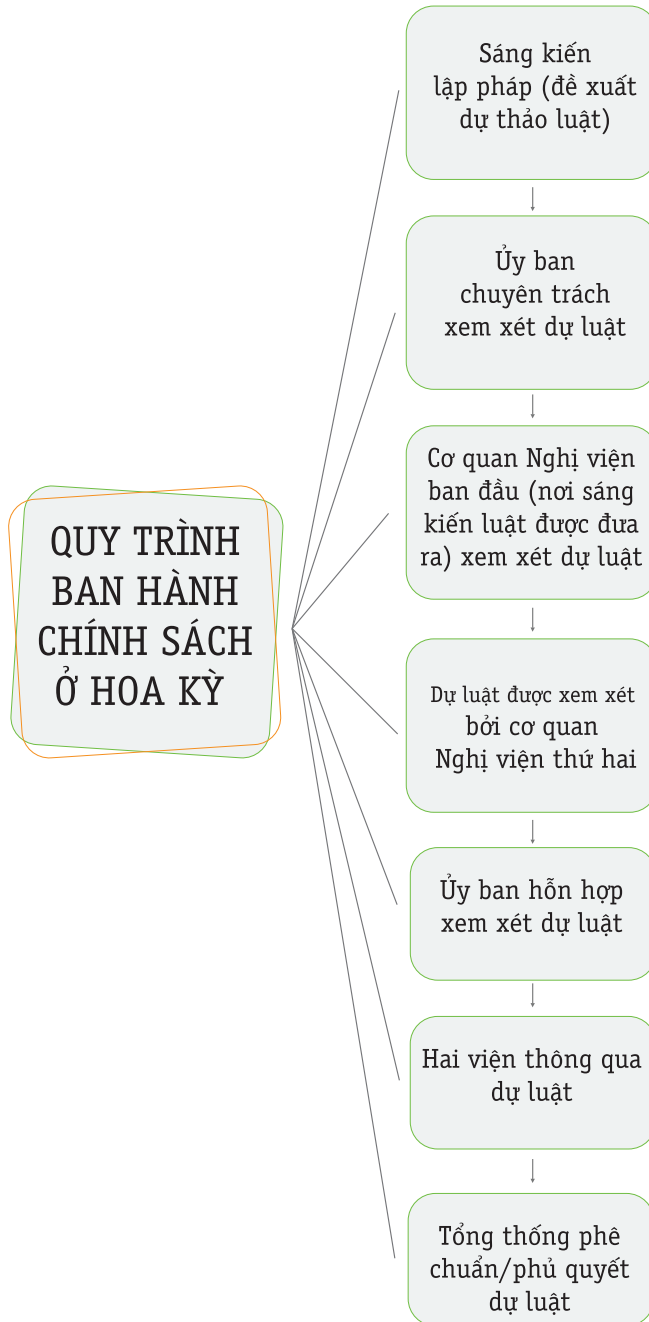 QUY TRÌNH
BAN HÀNH
CHÍNH SÁCH
Ở HOA KỲ
Sáng kiến
lập pháp (đề xuất
dự thảo luật)
Ủy ban
chuyên trách
xem xét dự luật
Cơ quan Nghị viện
ban đầu (nơi sáng
kiến luật được đưa
ra) xem xét dự luật
Dự luật được xem xét
bởi cơ quan
Nghị viện thứ hai
Ủy ban hỗn hợp
xem xét dự luật
Hai viện thông qua
dự luật
Tổng thống phê
chuẩn/phủ quyết
dự luật